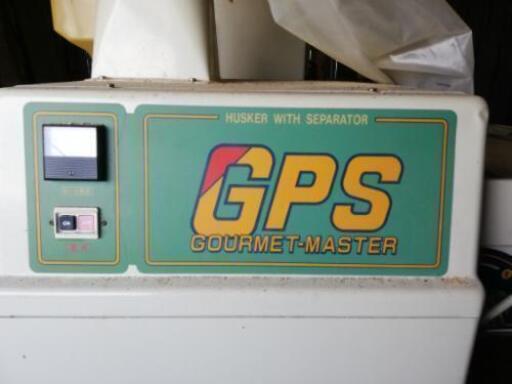 HUSKER WITH SEPARATOR
GPS
GOURMET-MASTER